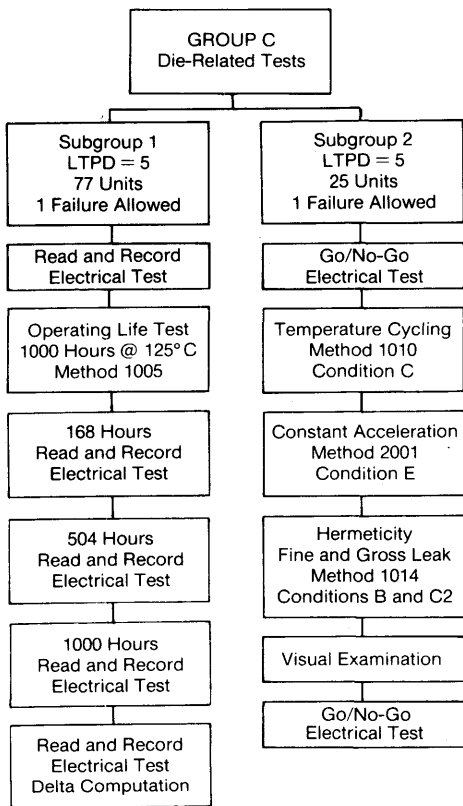 GROUP C
Die-Related Tests
Subgroup 1
LTPD = 5
77 Units
1 Failure Allowed
Read and Record
Electrical Test
Operating Life Test
1000 Hours @ 125°C
Method 1005
168 Hours
Read and Record
Electrical Test
504 Hours
Read and Record
Electrical Test
1000 Hours
Read and Record
Electrical Test
Read and Record
Electrical Test
Delta Computation
Subgroup 2
LTPD = 5
25 Units
1 Failure Allowed
Go/No-Go
Electrical Test
Temperature Cycling
Method 1010
Condition C
Constant Acceleration
Method 2001
Condition E
Hermeticity
Fine and Gross Leak
Method 1014
Conditions B and C2
Visual Examination
Go/No-Go
Electrical Test